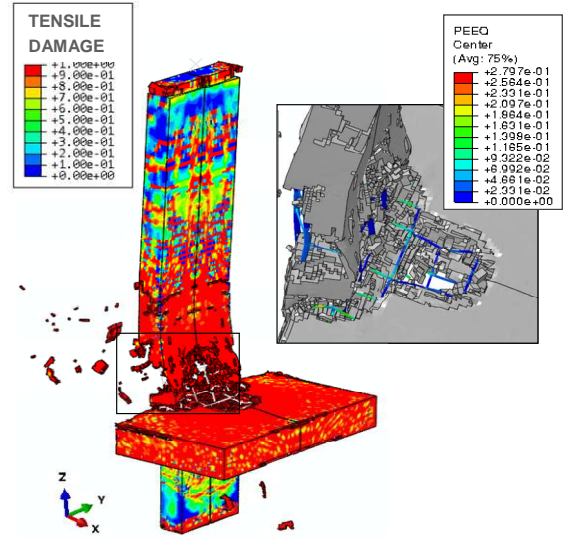 TENSILE
DAMAGE
+1.00e+00
+9.00e-01
+8.00e-01
+7.00e-01
+6.00e-01
+5.00e-01
+4.00e-01
+3.00e-01
+2.00e-01
+1.00e-01
+0.00e+00
PEEQ
Center
(Avg: 75%)
+2.797e-01
+2.564e-01
+2.331e-01
+2.097e-01
+1.864e-01
+1.631e-01
+1.399e-01
+1.165e-01
+9.322e-02
+6.992e-02
+4.661e-02
+2.331e-02
+0.000e+00
Z
Y
X